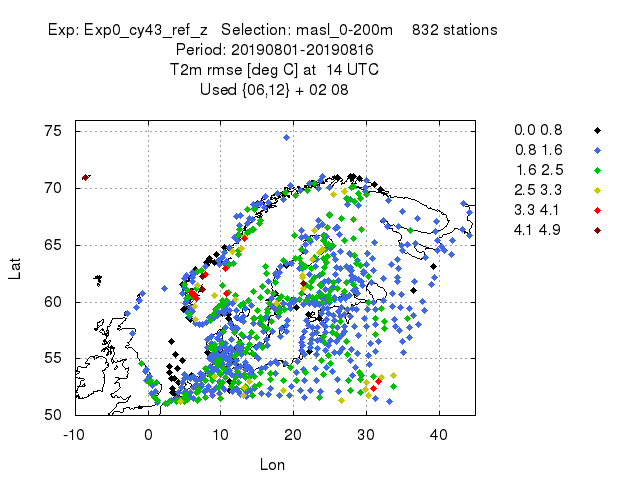 Exp: Exp0_cy43_ref_z Selection: masl_0-200m 832 stations
Period: 20190801-20190816
T2m rmse [deg C] at 14 UTC
Used {06,12} + 02 08
75
70
65
60
55
50
-10 0 10 20 30 40
Lat
Lon
0.0 0.8
0.8 1.6
1.6 2.5
2.5 3.3
3.3 4.1
4.1 4.9